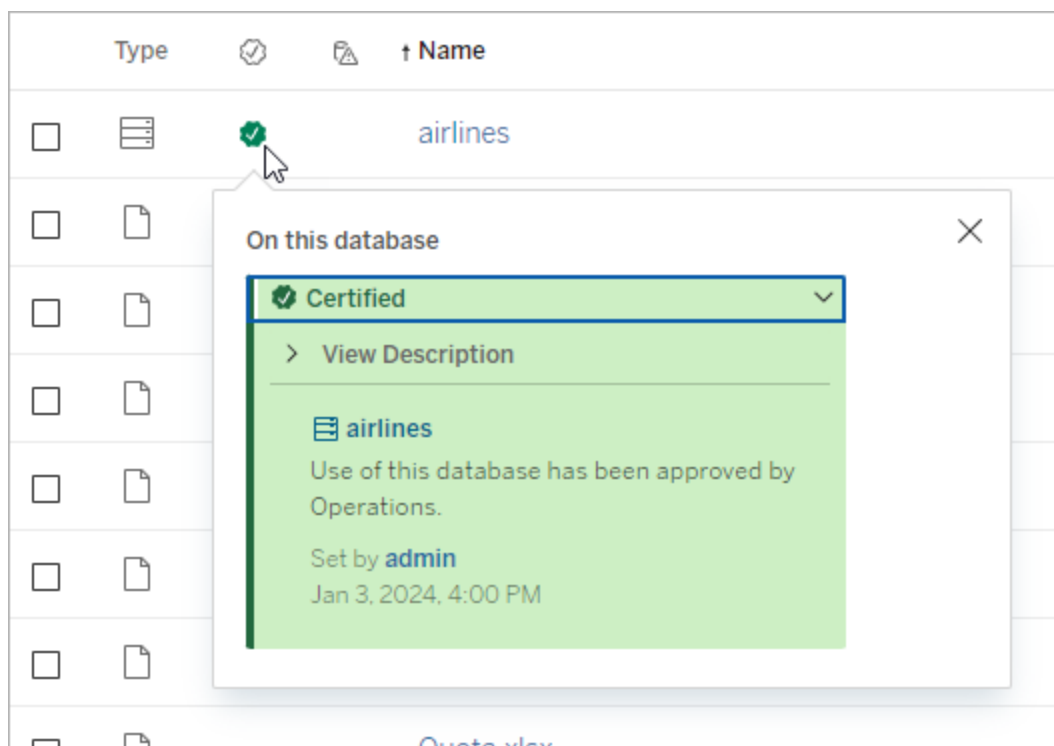 Type ↑ Name
airlines
On this database
Certified
View Description
airlines
Use of this database has been approved by
Operations.
Set by admin
Jan 3, 2024, 4:00 PM